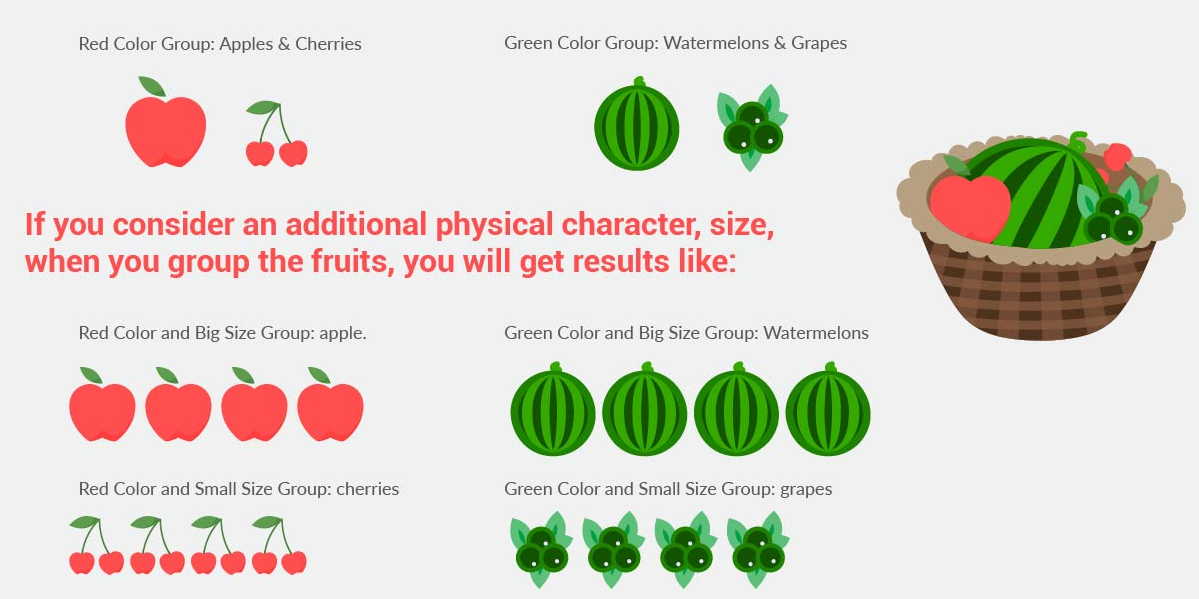 Red Color Group: Apples & Cherries
Green Color Group: Watermelons & Grapes
If you consider an additional physical character, size,
when you group the fruits, you will get results like:
Red Color and Big Size Group: apple.
Green Color and Big Size Group: Watermelons
Red Color and Small Size Group: cherries
Green Color and Small Size Group: grapes